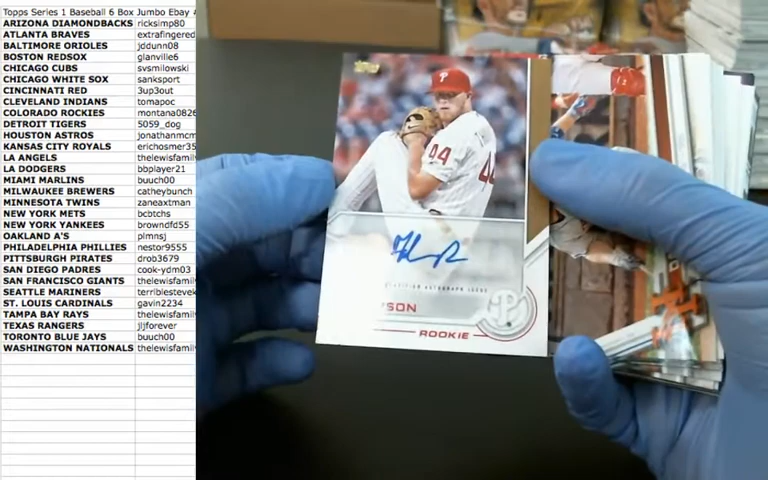 Topps Series 1 Baseball 6 Box Jumbo Ebay
ARIZONA DIAMONDBACKS ricksimp80
ATLANTA BRAVES extrafingered
BALTIMORE ORIOLES jddunn08
BOSTON REDSOX glanville6
CHICAGO CUBS svsmilowski
CHICAGO WHITE SOX sanksport
CINCINNATI RED 3up3out
CLEVELAND INDIANS tomapoc
COLORADO ROCKIES montana0826
DETROIT TIGERS 5059_dog
HOUSTON ASTROS jonathanmcm
KANSAS CITY ROYALS erichosmer35
LA ANGELS thelewisfamil
LA DODGERS bbplayer21
MIAMI MARLINS buuch00
MILWAUKEE BREWERS catheybunch
MINNESOTA TWINS zaneaxtman
NEW YORK METS bcbtchs
NEW YORK YANKEES browndfd55
OAKLAND A'S plmnsj
PHILADELPHIA PHILLIES nestor9555
PITTSBURGH PIRATES drob3679
SAN DIEGO PADRES cook-ydm03
SAN FRANCISCO GIANTS thelewisfamil
SEATTLE MARINERS terriblestevek
ST. LOUIS CARDINALS gavin2234
TAMPA BAY RAYS thelewisfamil
TEXAS RANGERS jljforever
TORONTO BLUE JAYS buuch00
WASHINGTON NATIONALS thelewisfamil
44
44
AUTOGRAPH ISSUE
SON
P
ROOKIE